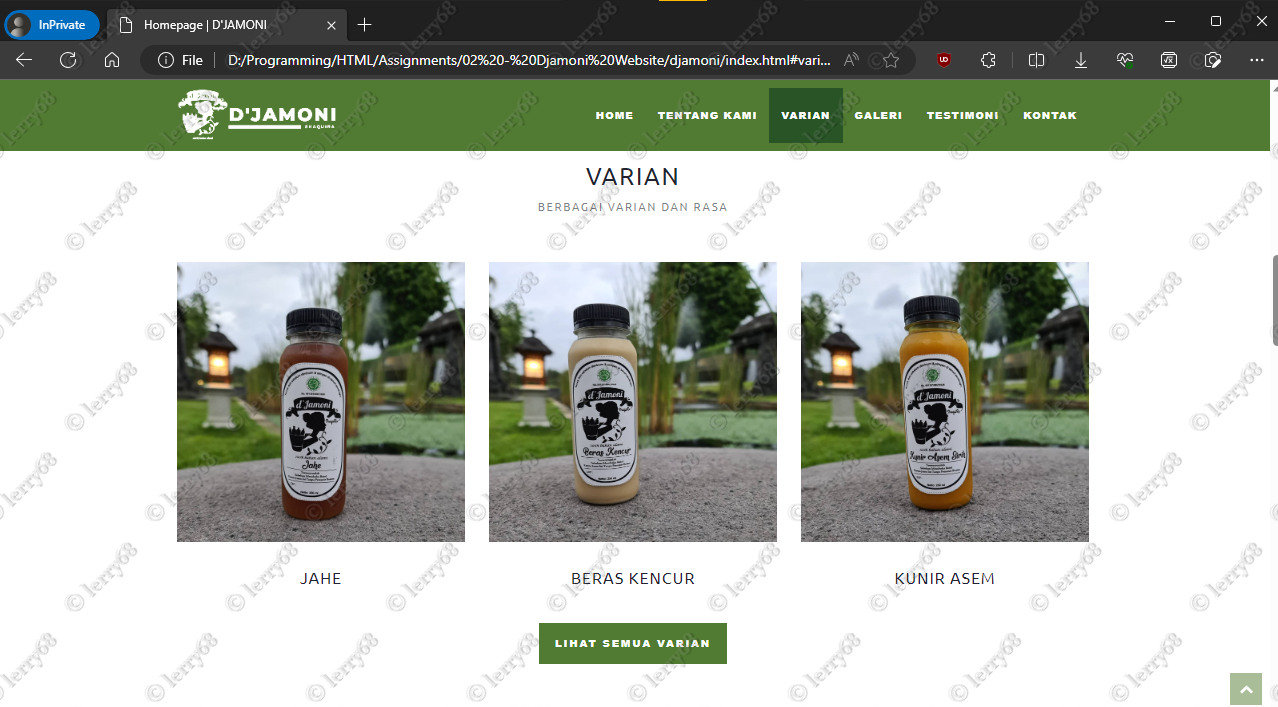 InPrivate
Homepage | D'JAMONI
File
D:/Programming/HTML/Assignments/02%20-%20Djamoni%20Website/djamoni/index.html#vari...
D'JAMONI
HOME
TENTANG KAMI
VARIAN
GALERI
TESTIMONI
KONTAK
VARIAN
BERBAGAI VARIAN DAN RASA
d'Jamoni
Jahe
d'Jamoni
Beras Kencur
d'Jamoni
Kunir Asem Sirih
JAHE
BERAS KENCUR
KUNIR ASEM
LIHAT SEMUA VARIAN
© lerry68